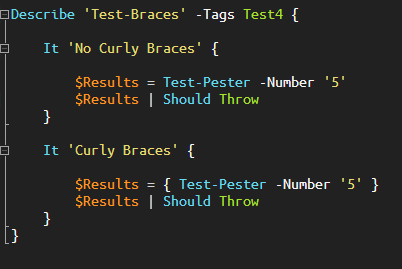 Describe 'Test-Braces' -Tags Test4 {
It 'No Curly Braces' {
$Results = Test-Pester -Number '5'
$Results | Should Throw
}
It 'Curly Braces' {
$Results = { Test-Pester -Number '5' }
$Results | Should Throw
}
}